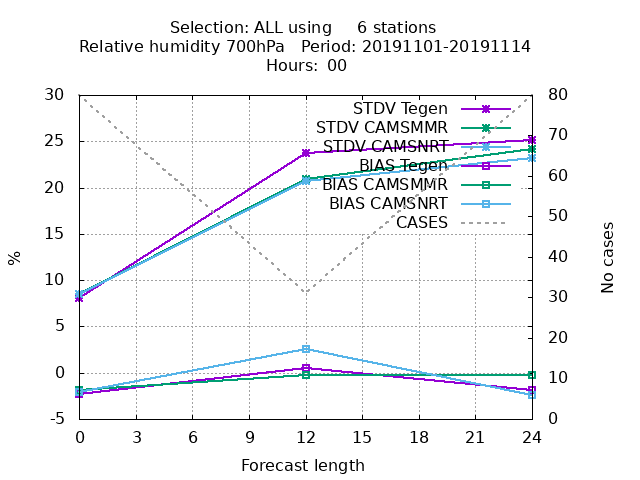 Selection: ALL using     6 stations
Relative humidity 700hPa   Period: 20191101-20191114
Hours: 00
30
25
20
15
10
5
0
-5
%
STDV Tegen
STDV CAMSMMR
STDV CAMSNRT
BIAS Tegen
BIAS CAMSMMR
BIAS CAMSNRT
CASES
80
70
60
50
40
30
20
10
0
No cases
0 3 6 9 12 15 18 21 24
Forecast length